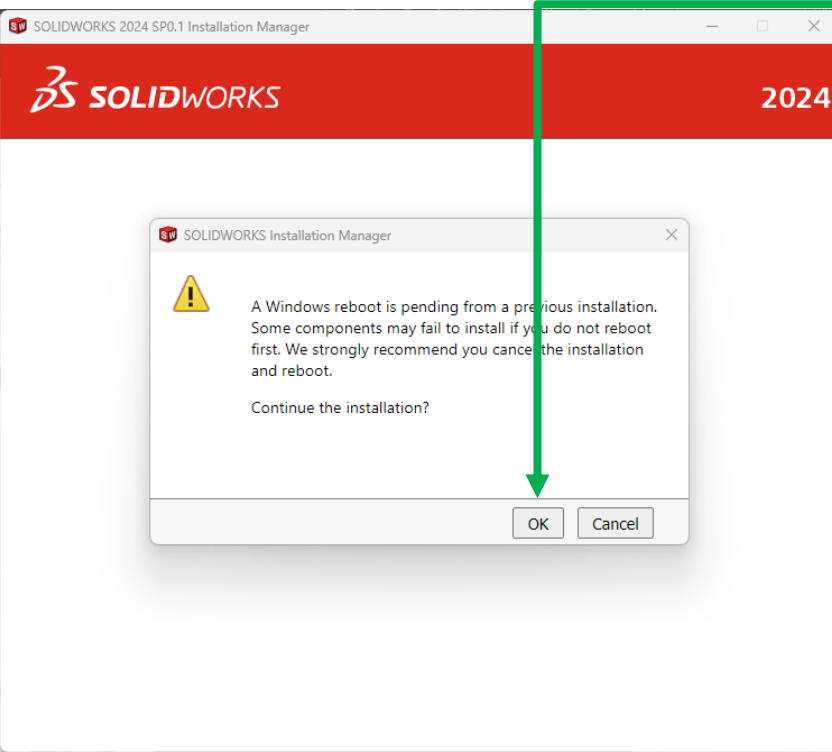 SOLIDWORKS 2024 SP0.1 Installation Manager
SOLIDWORKS
2024
SOLIDWORKS Installation Manager
A Windows reboot is pending from a previous installation.
Some components may fail to install if you do not reboot
first. We strongly recommend you cancel the installation
and reboot.
Continue the installation?
OK
Cancel